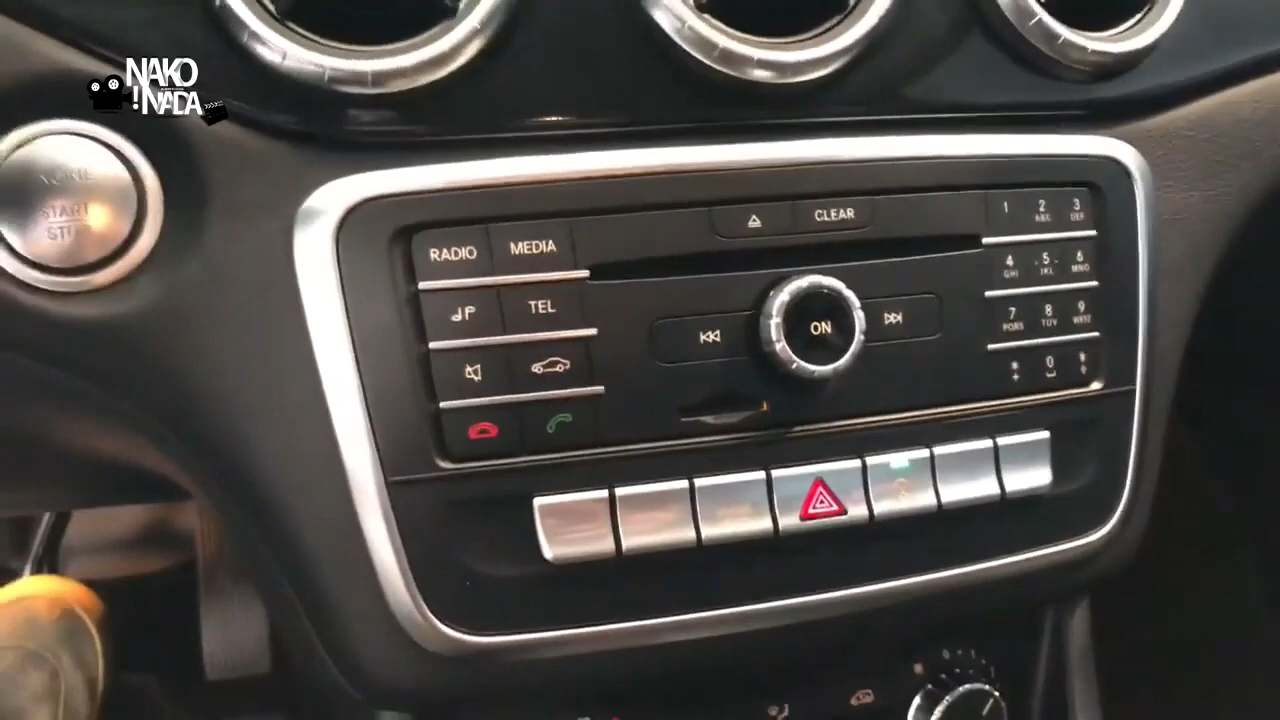 NAKO
!NADA
START
RADIO
MEDIA
CLEAR
TEL
ON
1 2 3
ABC DEF
4 5 6
GHI JKL MNO
7 8 9
PQRS TUV WXYZ
* 0 #
+